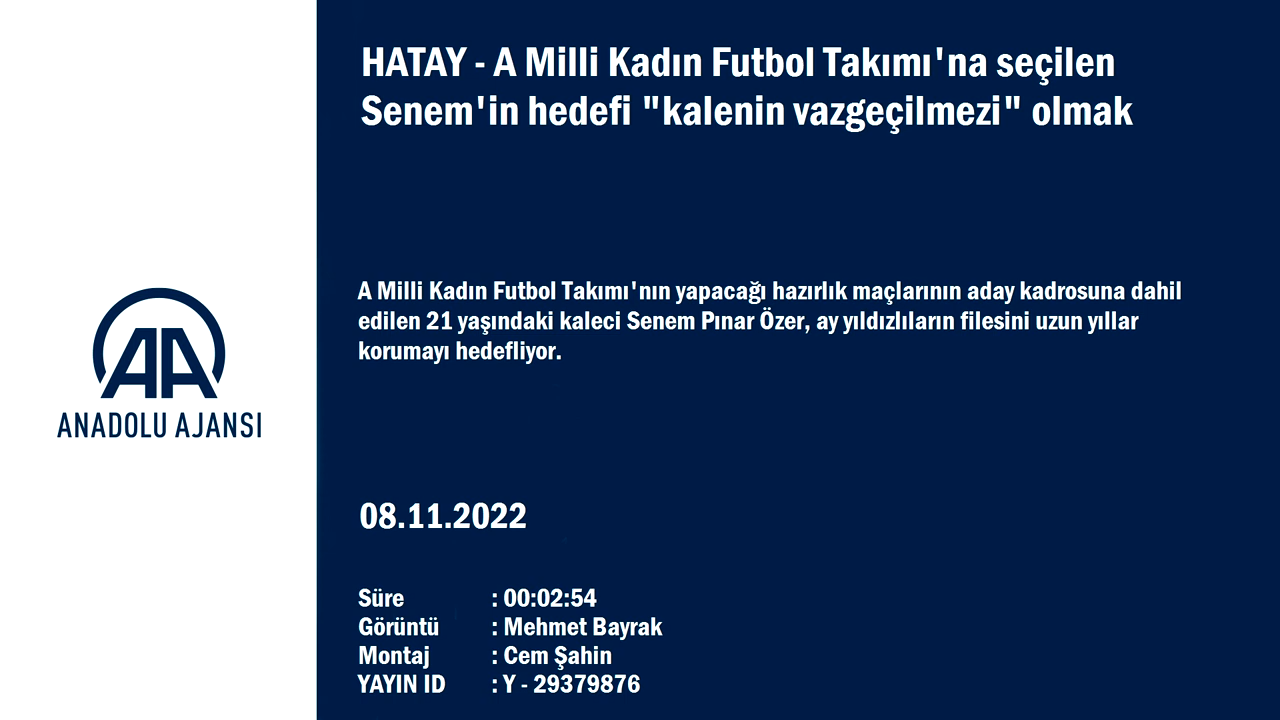 HATAY - A Milli Kadın Futbol Takımı'na seçilen
Senem'in hedefi "kalenin vazgeçilmezi" olmak
A Milli Kadın Futbol Takımı'nın yapacağı hazırlık maçlarının aday kadrosuna dahil
edilen 21 yaşındaki kaleci Senem Pınar Özer, ay yıldızlıların filesini uzun yıllar
korumayı hedefliyor.
AA
ANADOLU AJANSI
08.11.2022
Süre : 00:02:54
Görüntü : Mehmet Bayrak
Montaj : Cem Şahin
YAYIN ID : Y - 29379876